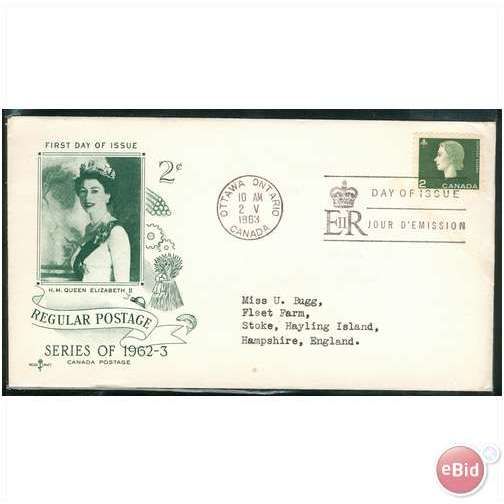 FIRST DAY OF ISSUE
2¢
H.M. QUEEN ELIZABETH II
REGULAR POSTAGE
SERIES OF 1962-3
CANADA POSTAGE
OTTAWA ONTARIO
10 AM
2 V
1963
CANADA
DAY OF ISSUE
EIIR
JOUR D'EMISSION
2 CANADA
Miss U. Bugg,
Fleet Farm,
Stoke, Hayling Island,
Hampshire, England.
eBid